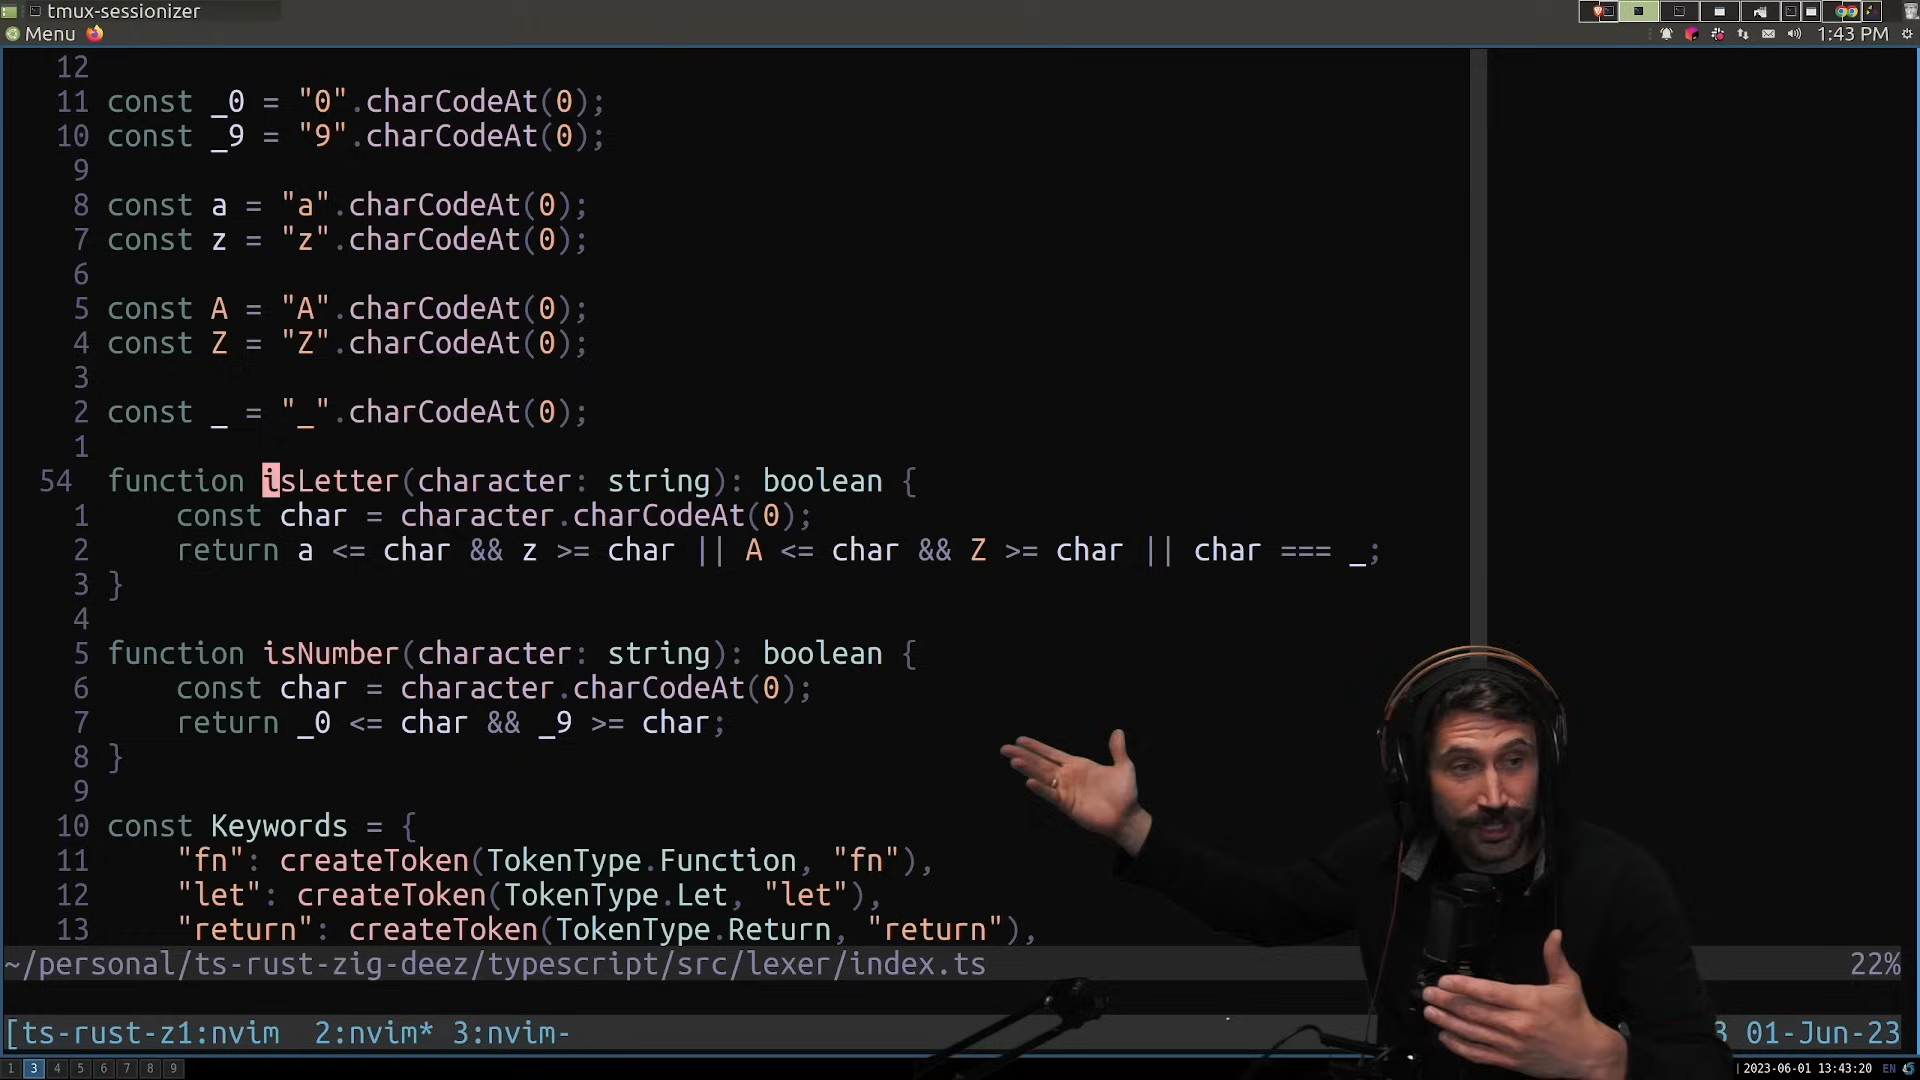 tmux-sessionizer
Menu
1:43 PM
12
11 const _0 = "0".charCodeAt(0);
10 const _9 = "9".charCodeAt(0);
9
8 const a = "a".charCodeAt(0);
7 const z = "z".charCodeAt(0);
6
5 const A = "A".charCodeAt(0);
4 const Z = "Z".charCodeAt(0);
3
2 const _ = "_".charCodeAt(0);
1
54 function isLetter(character: string): boolean {
1 const char = character.charCodeAt(0);
2 return a <= char && z >= char || A <= char && Z >= char || char === _;
3 }
4
5 function isNumber(character: string): boolean {
6 const char = character.charCodeAt(0);
7 return _0 <= char && _9 >= char;
8 }
9
10 const Keywords = {
11 "fn": createToken(TokenType.Function, "fn"),
12 "let": createToken(TokenType.Let, "let"),
13 "return": createToken(TokenType.Return, "return"),
~/personal/ts-rust-zig-deez/typescript/src/lexer/index.ts 22%
[ts-rust-z1:nvim 2:nvim* 3:nvim- 3 01-Jun-23
1 3 4 5 6 7 8 9 2023-06-01 13:43:20 EN